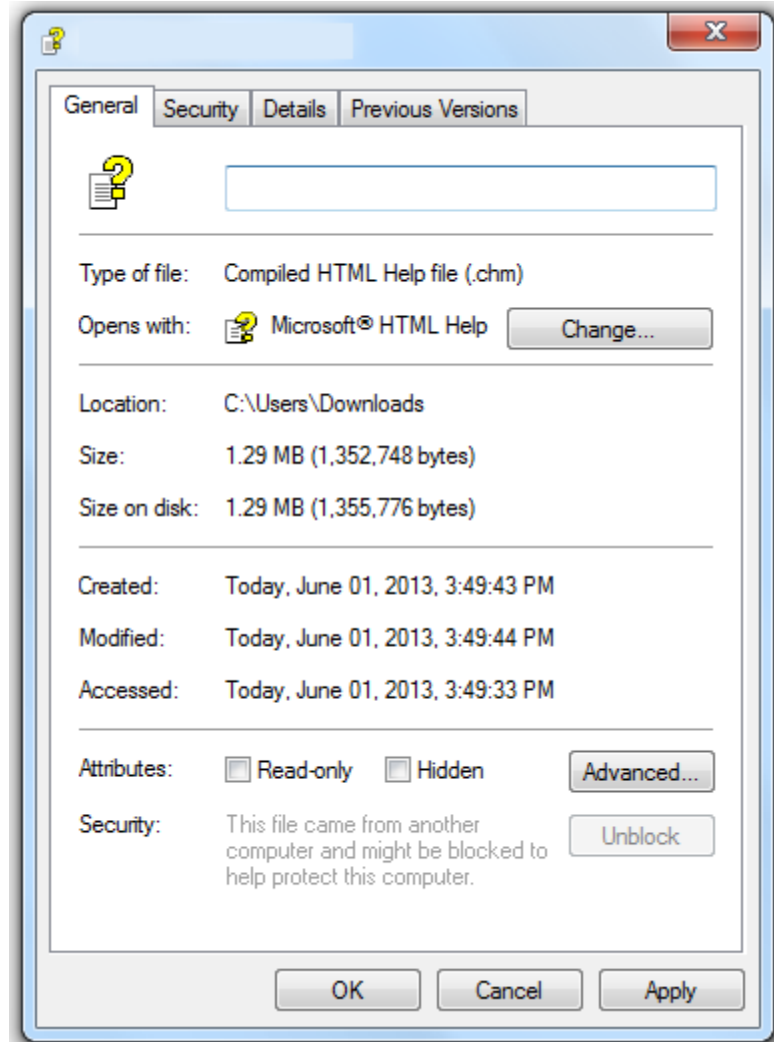 General Security Details Previous Versions
Type of file: Compiled HTML Help file (.chm)
Opens with: Microsoft® HTML Help Change...
Location: C:\Users\Downloads
Size: 1.29 MB (1,352,748 bytes)
Size on disk: 1.29 MB (1,355,776 bytes)
Created: Today, June 01, 2013, 3:49:43 PM
Modified: Today, June 01, 2013, 3:49:44 PM
Accessed: Today, June 01, 2013, 3:49:33 PM
Attributes: Read-only Hidden Advanced...
Security: This file came from another Unblock
computer and might be blocked to
help protect this computer.
OK Cancel Apply